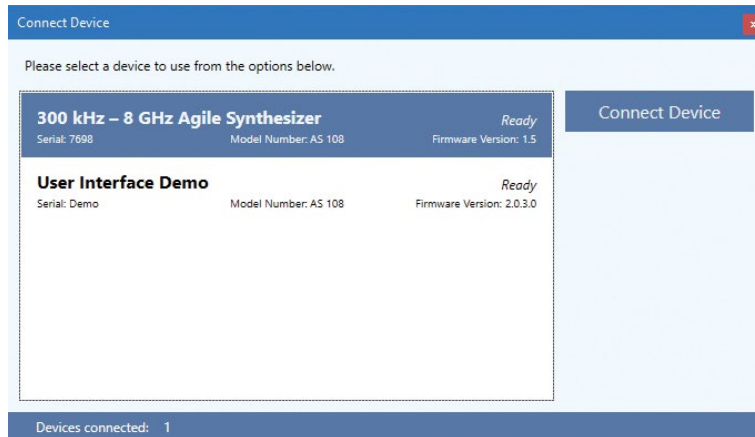 Connect Device
Please select a device to use from the options below.
300 kHz – 8 GHz Agile Synthesizer Ready
Serial: 7698 Model Number: AS 108 Firmware Version: 1.5
Connect Device
User Interface Demo Ready
Serial: Demo Model Number: AS 108 Firmware Version: 2.0.3.0
Devices connected: 1